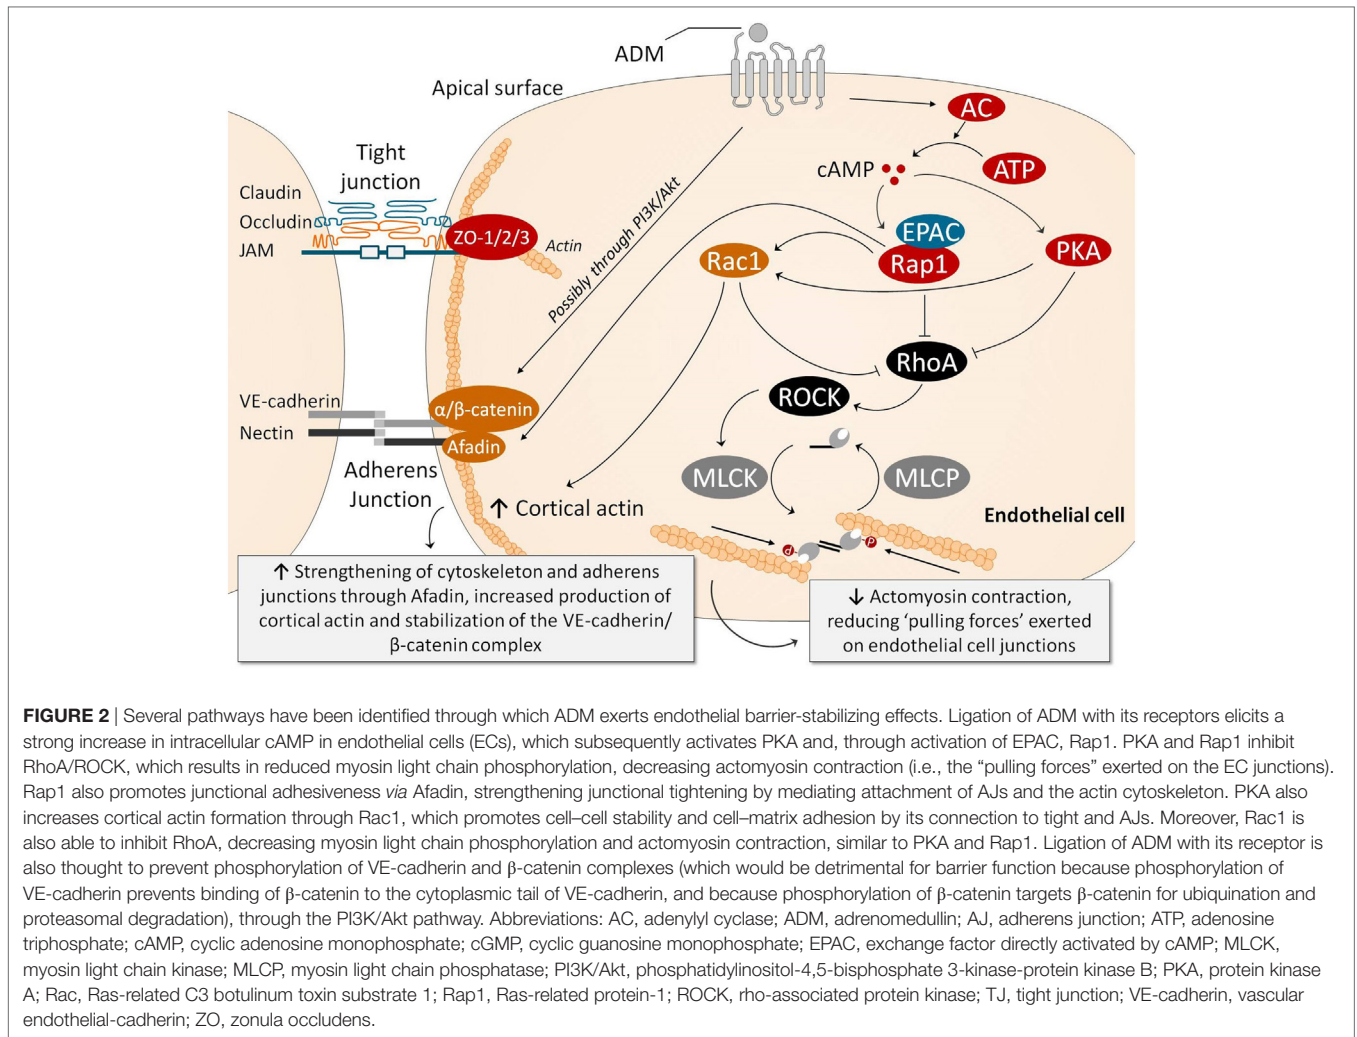 ADM
Apical surface
AC
Tight
junction
cAMP
ATP
Claudin
Occludin
JAM
ZO-1/2/3
Actin
Possibly through PI3K/Akt
EPAC
Rap1
Rac1
PKA
RhoA
ROCK
VE-cadherin
Nectin
α/β-catenin
Afadin
Adherens
Junction
MLCK
MLCP
↑ Cortical actin
Endothelial cell
P
P
↑ Strengthening of cytoskeleton and adherens
junctions through Afadin, increased production of
cortical actin and stabilization of the VE-cadherin/
β-catenin complex
↓ Actomyosin contraction,
reducing ‘pulling forces’ exerted
on endothelial cell junctions
FIGURE 2 | Several pathways have been identified through which ADM exerts endothelial barrier-stabilizing effects. Ligation of ADM with its receptors elicits a
strong increase in intracellular cAMP in endothelial cells (ECs), which subsequently activates PKA and, through activation of EPAC, Rap1. PKA and Rap1 inhibit
RhoA/ROCK, which results in reduced myosin light chain phosphorylation, decreasing actomyosin contraction (i.e., the “pulling forces” exerted on the EC junctions).
Rap1 also promotes junctional adhesiveness via Afadin, strengthening junctional tightening by mediating attachment of AJs and the actin cytoskeleton. PKA also
increases cortical actin formation through Rac1, which promotes cell–cell stability and cell–matrix adhesion by its connection to tight and AJs. Moreover, Rac1 is
also able to inhibit RhoA, decreasing myosin light chain phosphorylation and actomyosin contraction, similar to PKA and Rap1. Ligation of ADM with its receptor is
also thought to prevent phosphorylation of VE-cadherin and β-catenin complexes (which would be detrimental for barrier function because phosphorylation of
VE-cadherin prevents binding of β-catenin to the cytoplasmic tail of VE-cadherin, and because phosphorylation of β-catenin targets β-catenin for ubiquination and
proteasomal degradation), through the PI3K/Akt pathway. Abbreviations: AC, adenylyl cyclase; ADM, adrenomedullin; AJ, adherens junction; ATP, adenosine
triphosphate; cAMP, cyclic adenosine monophosphate; cGMP, cyclic guanosine monophosphate; EPAC, exchange factor directly activated by cAMP; MLCK,
myosin light chain kinase; MLCP, myosin light chain phosphatase; PI3K/Akt, phosphatidylinositol-4,5-bisphosphate 3-kinase-protein kinase B; PKA, protein kinase
A; Rac, Ras-related C3 botulinum toxin substrate 1; Rap1, Ras-related protein-1; ROCK, rho-associated protein kinase; TJ, tight junction; VE-cadherin, vascular
endothelial-cadherin; ZO, zonula occludens.